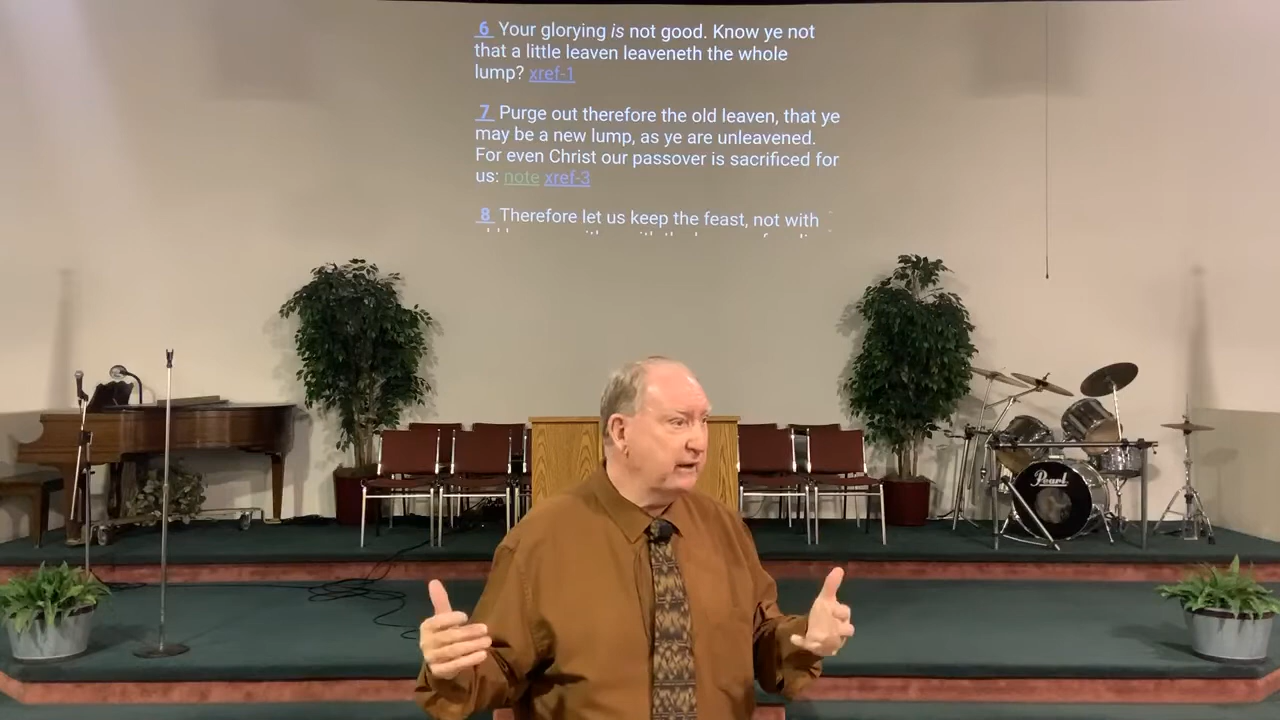 6 Your glorying is not good. Know ye not
that a little leaven leaveneth the whole
lump? xref-1
7 Purge out therefore the old leaven, that ye
may be a new lump, as ye are unleavened.
For even Christ our passover is sacrificed for
us: note xref-3
8 Therefore let us keep the feast, not with
Pearl